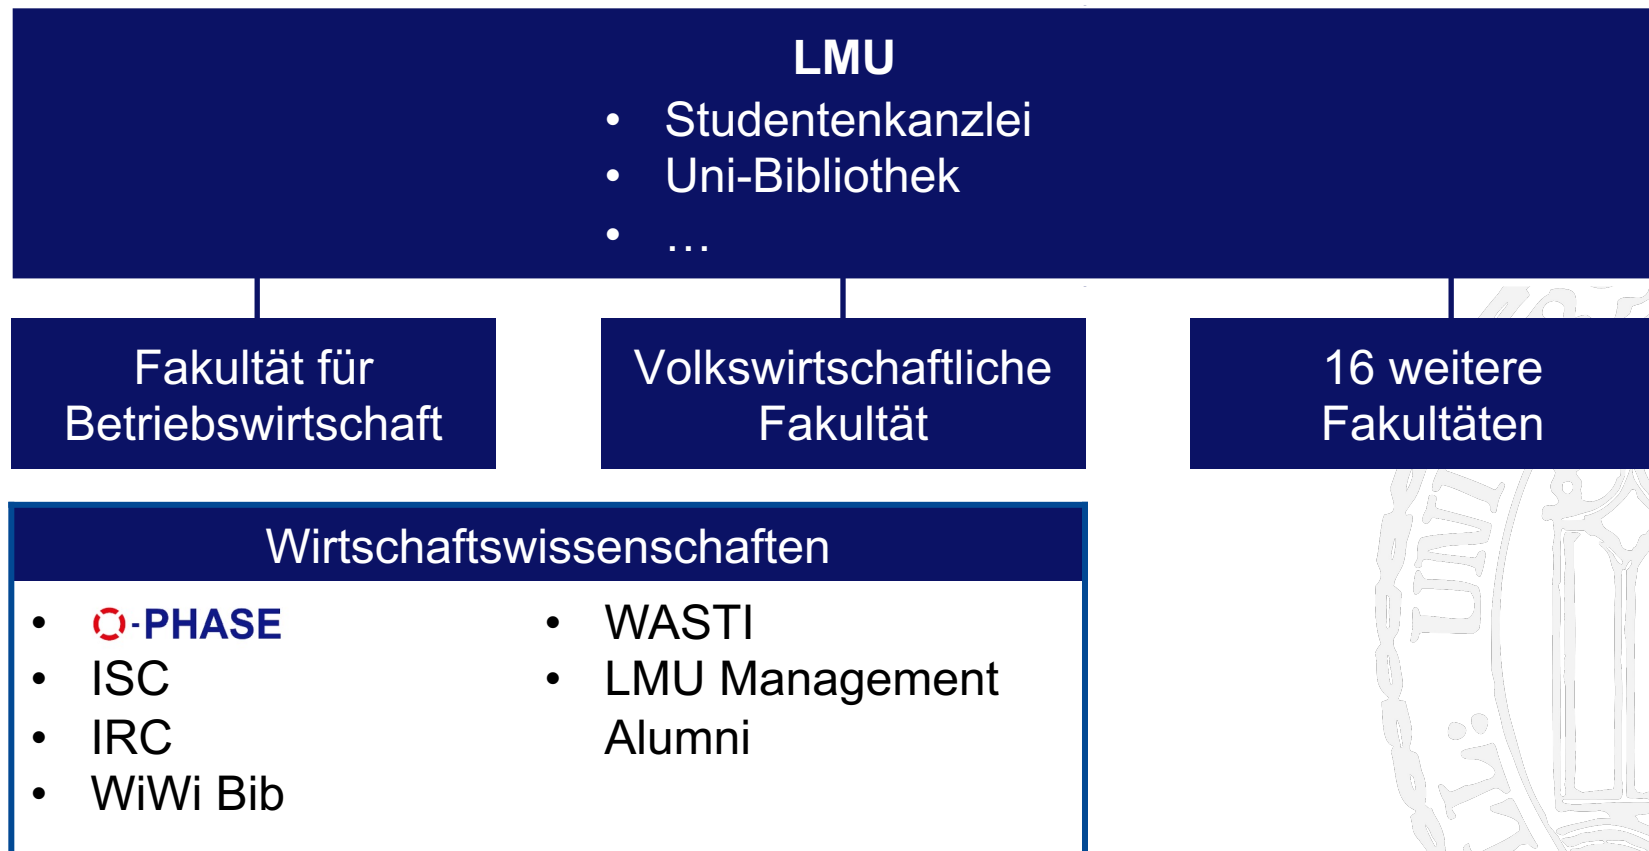 LMU
• Studentenkanzlei
• Uni-Bibliothek
• …
Fakultät für
Betriebswirtschaft
Volkswirtschaftliche
Fakultät
16 weitere
Fakultäten
Wirtschaftswissenschaften
• O-PHASE
• ISC
• IRC
• WiWi Bib
• WASTI
• LMU Management
Alumni